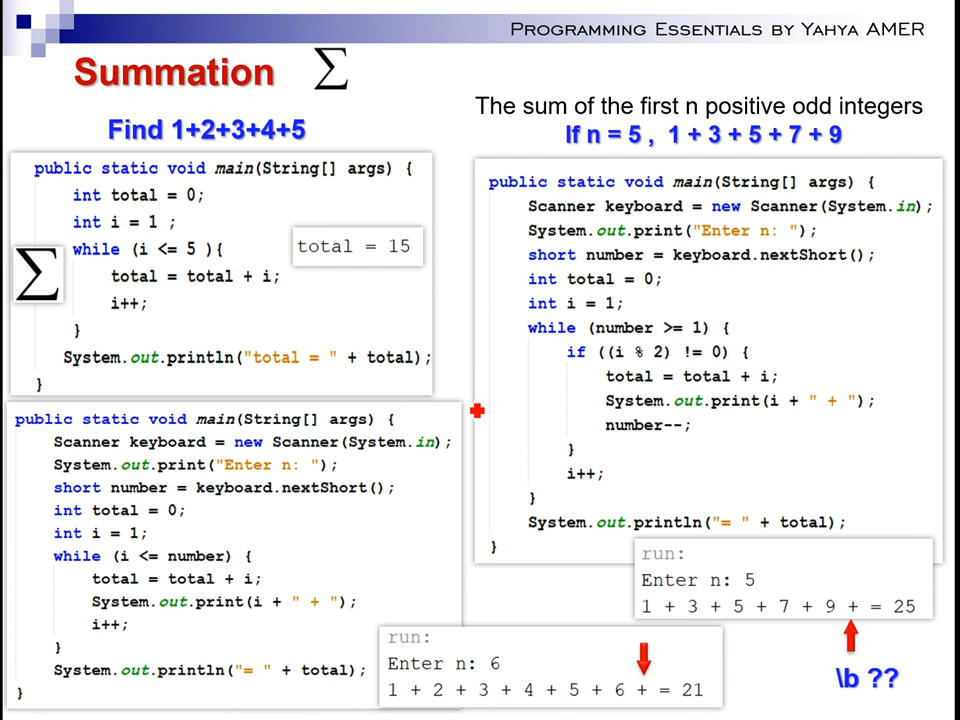 Programming Essentials by Yahya AMER
Summation ∑
Find 1+2+3+4+5
public static void main(String[] args) {
int total = 0;
int i = 1 ;
while (i <= 5 ){
total = total + i;
i++;
}
System.out.println("total = " + total);
}
∑
total = 15
public static void main(String[] args) {
Scanner keyboard = new Scanner(System.in);
System.out.print("Enter n: ");
short number = keyboard.nextShort();
int total = 0;
int i = 1;
while (i <= number) {
total = total + i;
System.out.print(i + " + ");
i++;
}
System.out.println("= " + total);
}
run:
Enter n: 6
1 + 2 + 3 + 4 + 5 + 6 + = 21
The sum of the first n positive odd integers
If n = 5 , 1 + 3 + 5 + 7 + 9
public static void main(String[] args) {
Scanner keyboard = new Scanner(System.in);
System.out.print("Enter n: ");
short number = keyboard.nextShort();
int total = 0;
int i = 1;
while (number >= 1) {
if ((i % 2) != 0) {
total = total + i;
System.out.print(i + " + ");
number--;
}
i++;
}
System.out.println("= " + total);
}
run:
Enter n: 5
1 + 3 + 5 + 7 + 9 + = 25
\b ??